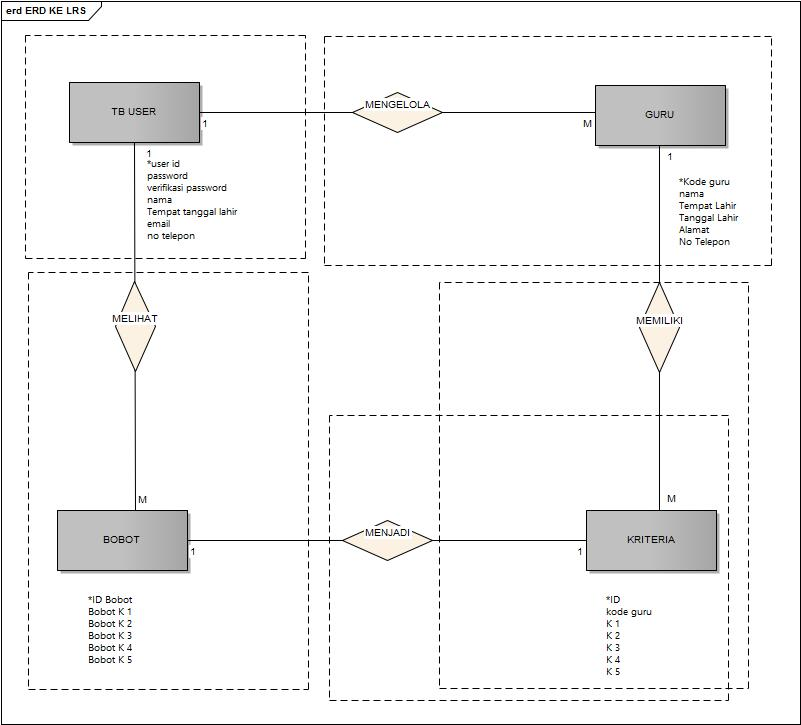 erd ERD KE LRS
TB USER
1
MENGELOLA
M
GURU
1
*user id
password
verifikasi password
nama
Tempat tanggal lahir
email
no telepon
1
*Kode guru
nama
Tempat Lahir
Tanggal Lahir
Alamat
No Telepon
MELIHAT
MEMILIKI
M
M
BOBOT
1
MENJADI
1
KRITERIA
*ID Bobot
Bobot K 1
Bobot K 2
Bobot K 3
Bobot K 4
Bobot K 5
*ID
kode guru
K 1
K 2
K 3
K 4
K 5